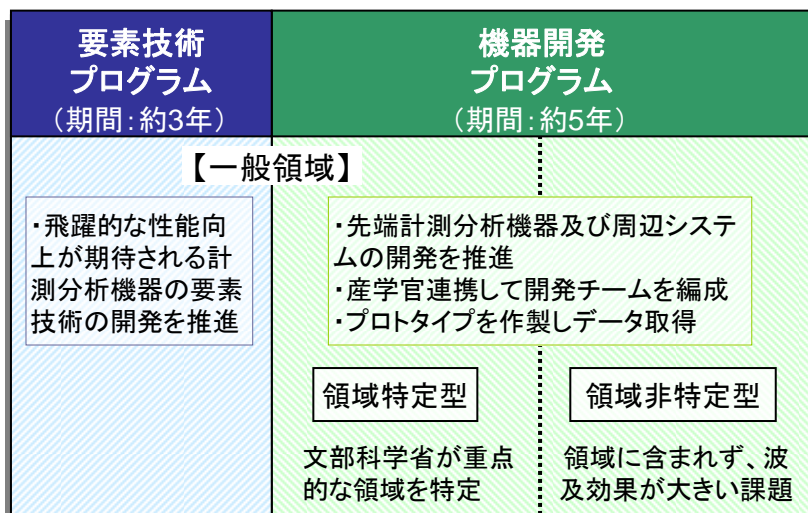 要素技術
プログラム
（期間：約3年）
機器開発
プログラム
（期間：約5年）
【一般領域】
・飛躍的な性能向
上が期待される計
測分析機器の要素
技術の開発を推進
・先端計測分析機器及び周辺システ
ムの開発を推進
・産学官連携して開発チームを編成
・プロトタイプを作製しデータ取得
領域特定型
文部科学省が重点
的な領域を特定
領域非特定型
領域に含まれず、波
及効果が大きい課題